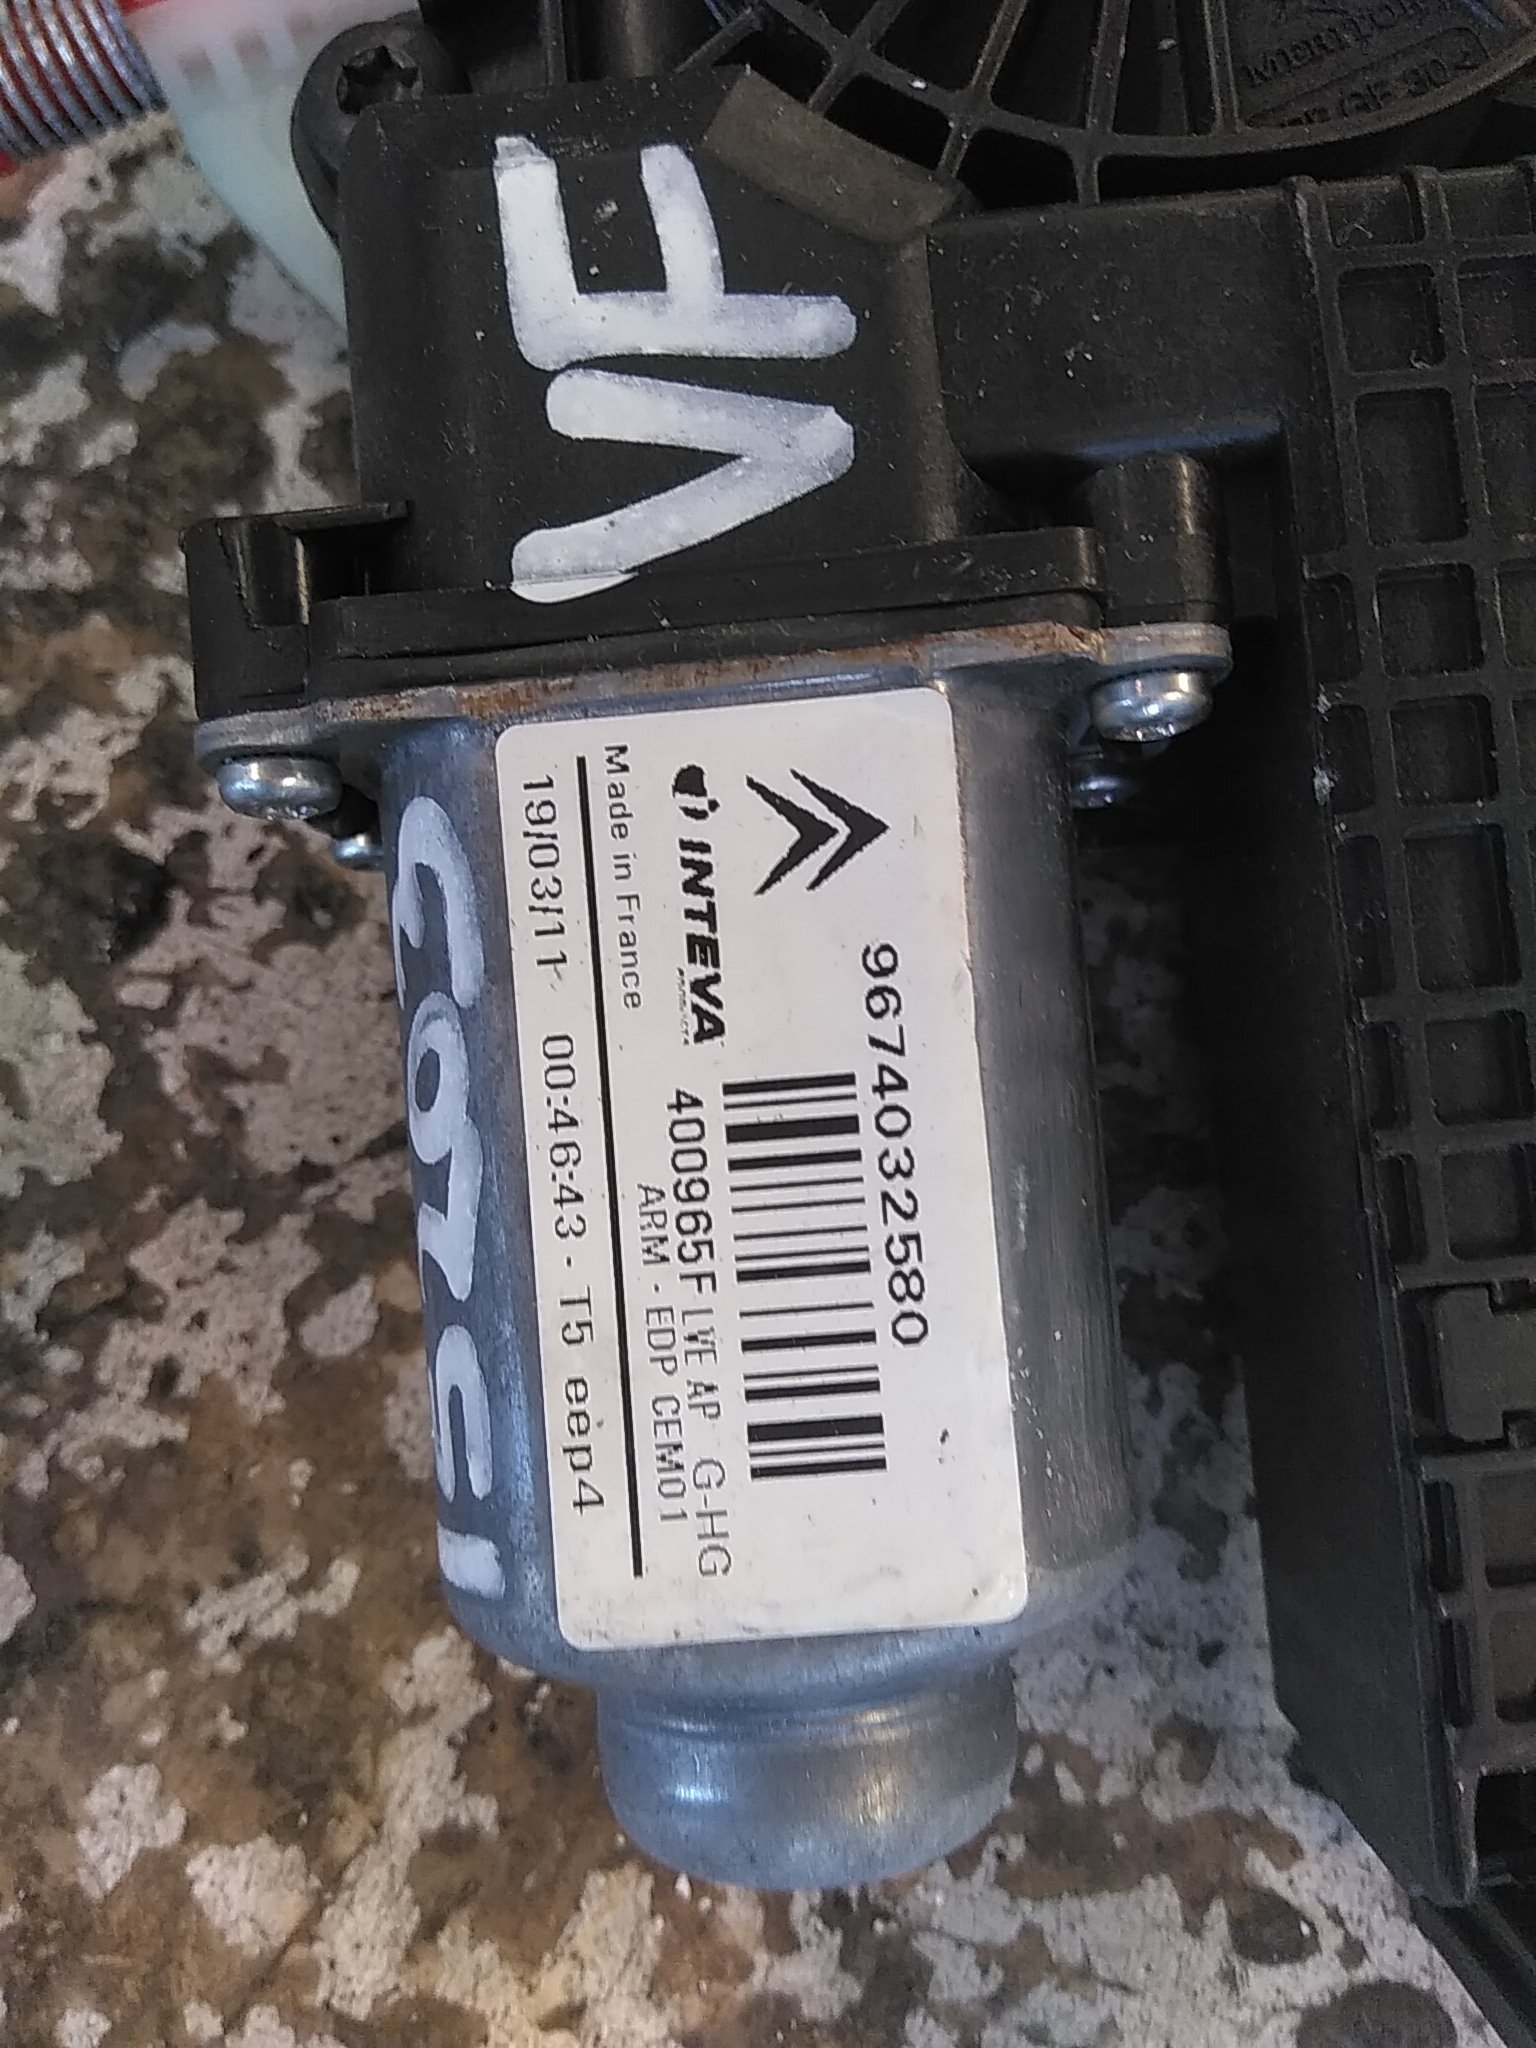 VF
9674032580
INTEVA
400965F LVE AP G-HG
ARM - EDP CEM01
Made in France
19/03/11 00:46:43 - T5 eep4